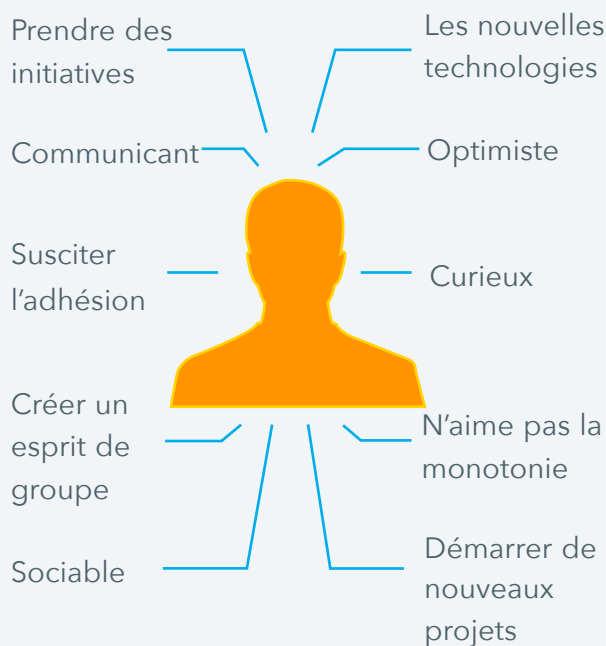 Prendre des
initiatives
Communicant
Susciter
l’adhésion
Créer un
esprit de
groupe
Sociable
Les nouvelles
technologies
Optimiste
Curieux
N’aime pas la
monotonie
Démarrer de
nouveaux
projets